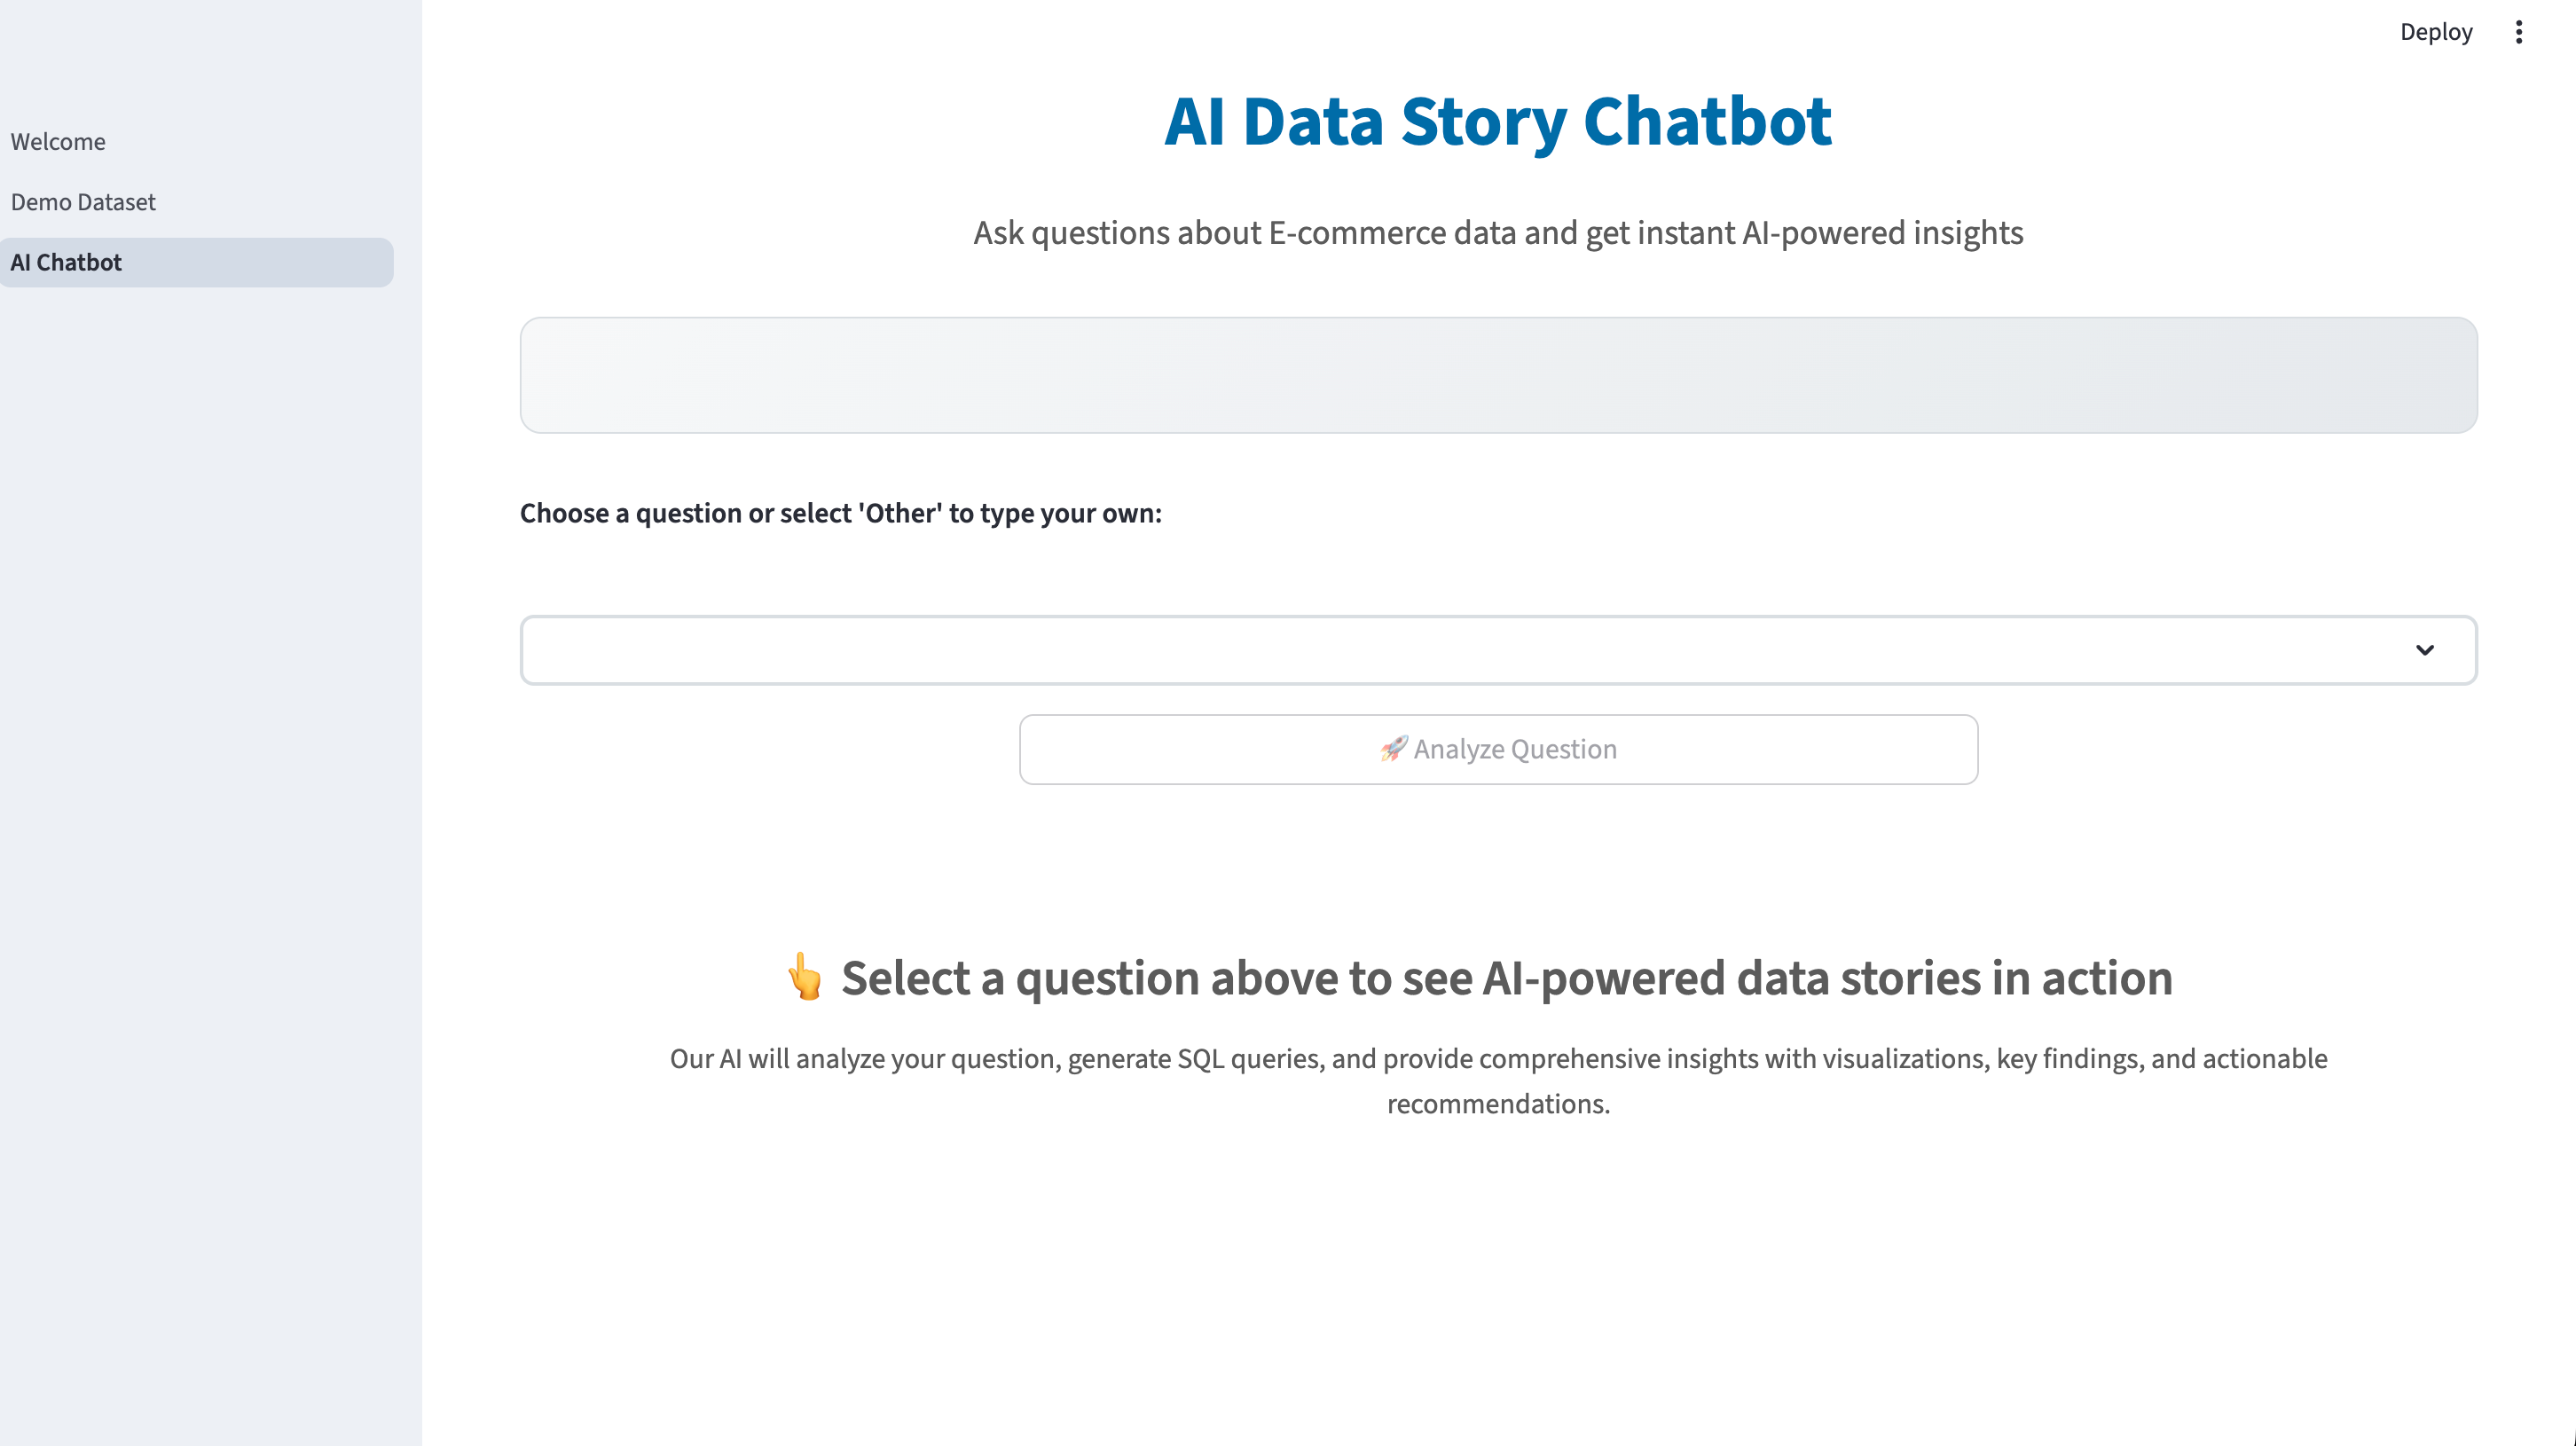 Deploy
Welcome
Demo Dataset
AI Chatbot
AI Data Story Chatbot
Ask questions about E-commerce data and get instant AI-powered insights
Choose a question or select 'Other' to type your own:
🚀 Analyze Question
👆 Select a question above to see AI-powered data stories in action
Our AI will analyze your question, generate SQL queries, and provide comprehensive insights with visualizations, key findings, and actionable
recommendations.